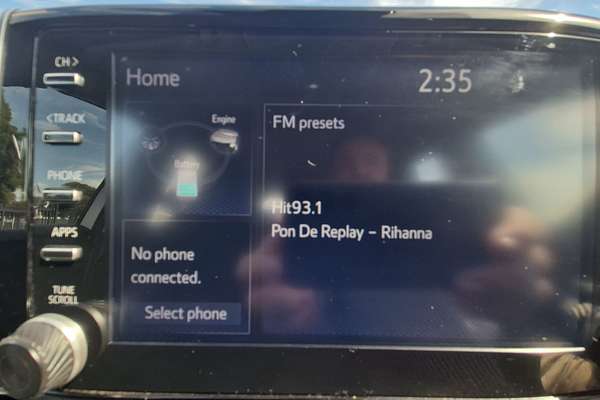 CH >
Home
2:35
< TRACK
Engine
FM presets
Battery
PHONE
Hit93.1
Pon De Replay - Rihanna
APPS
No phone
connected.
TUNE
SCROLL
Select phone